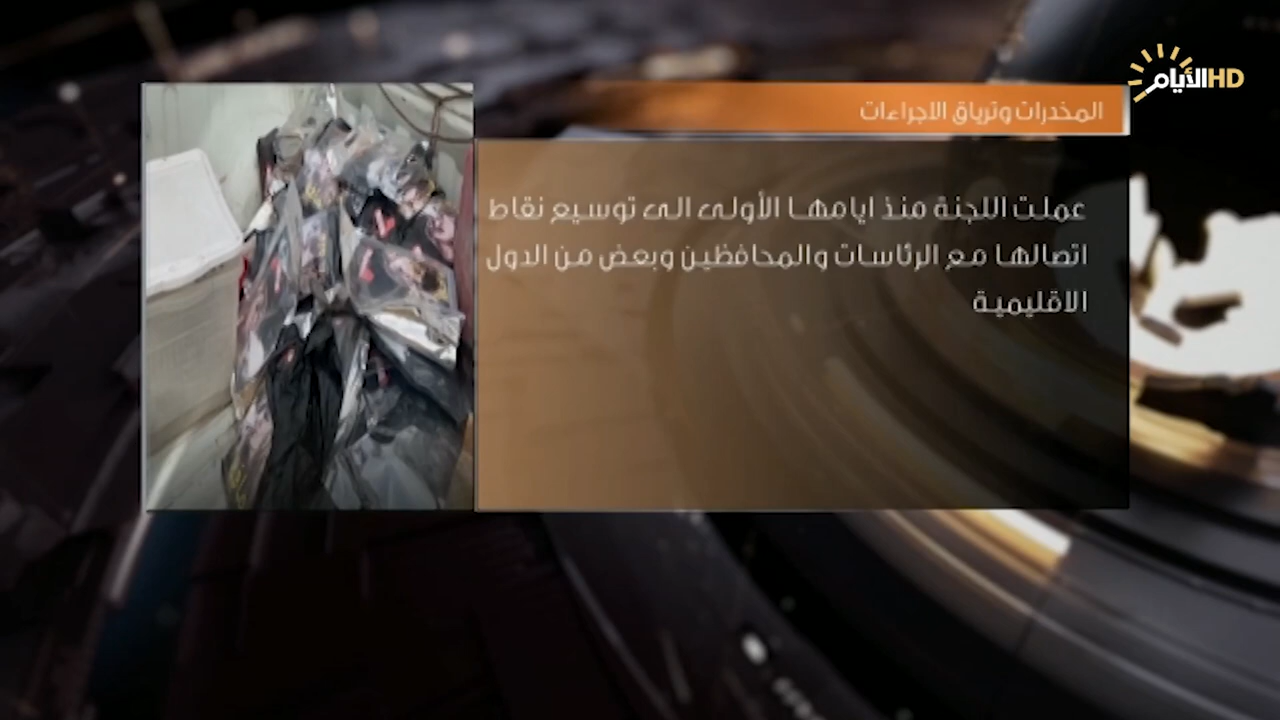 الأيام HD
المخدرات وترياق الاجراءات
عملت اللجنة منذ ايامها الأولى الى توسيع نقاط
اتصالها مع الرئاسات والمحافظين وبعض من الدول
الاقليمية